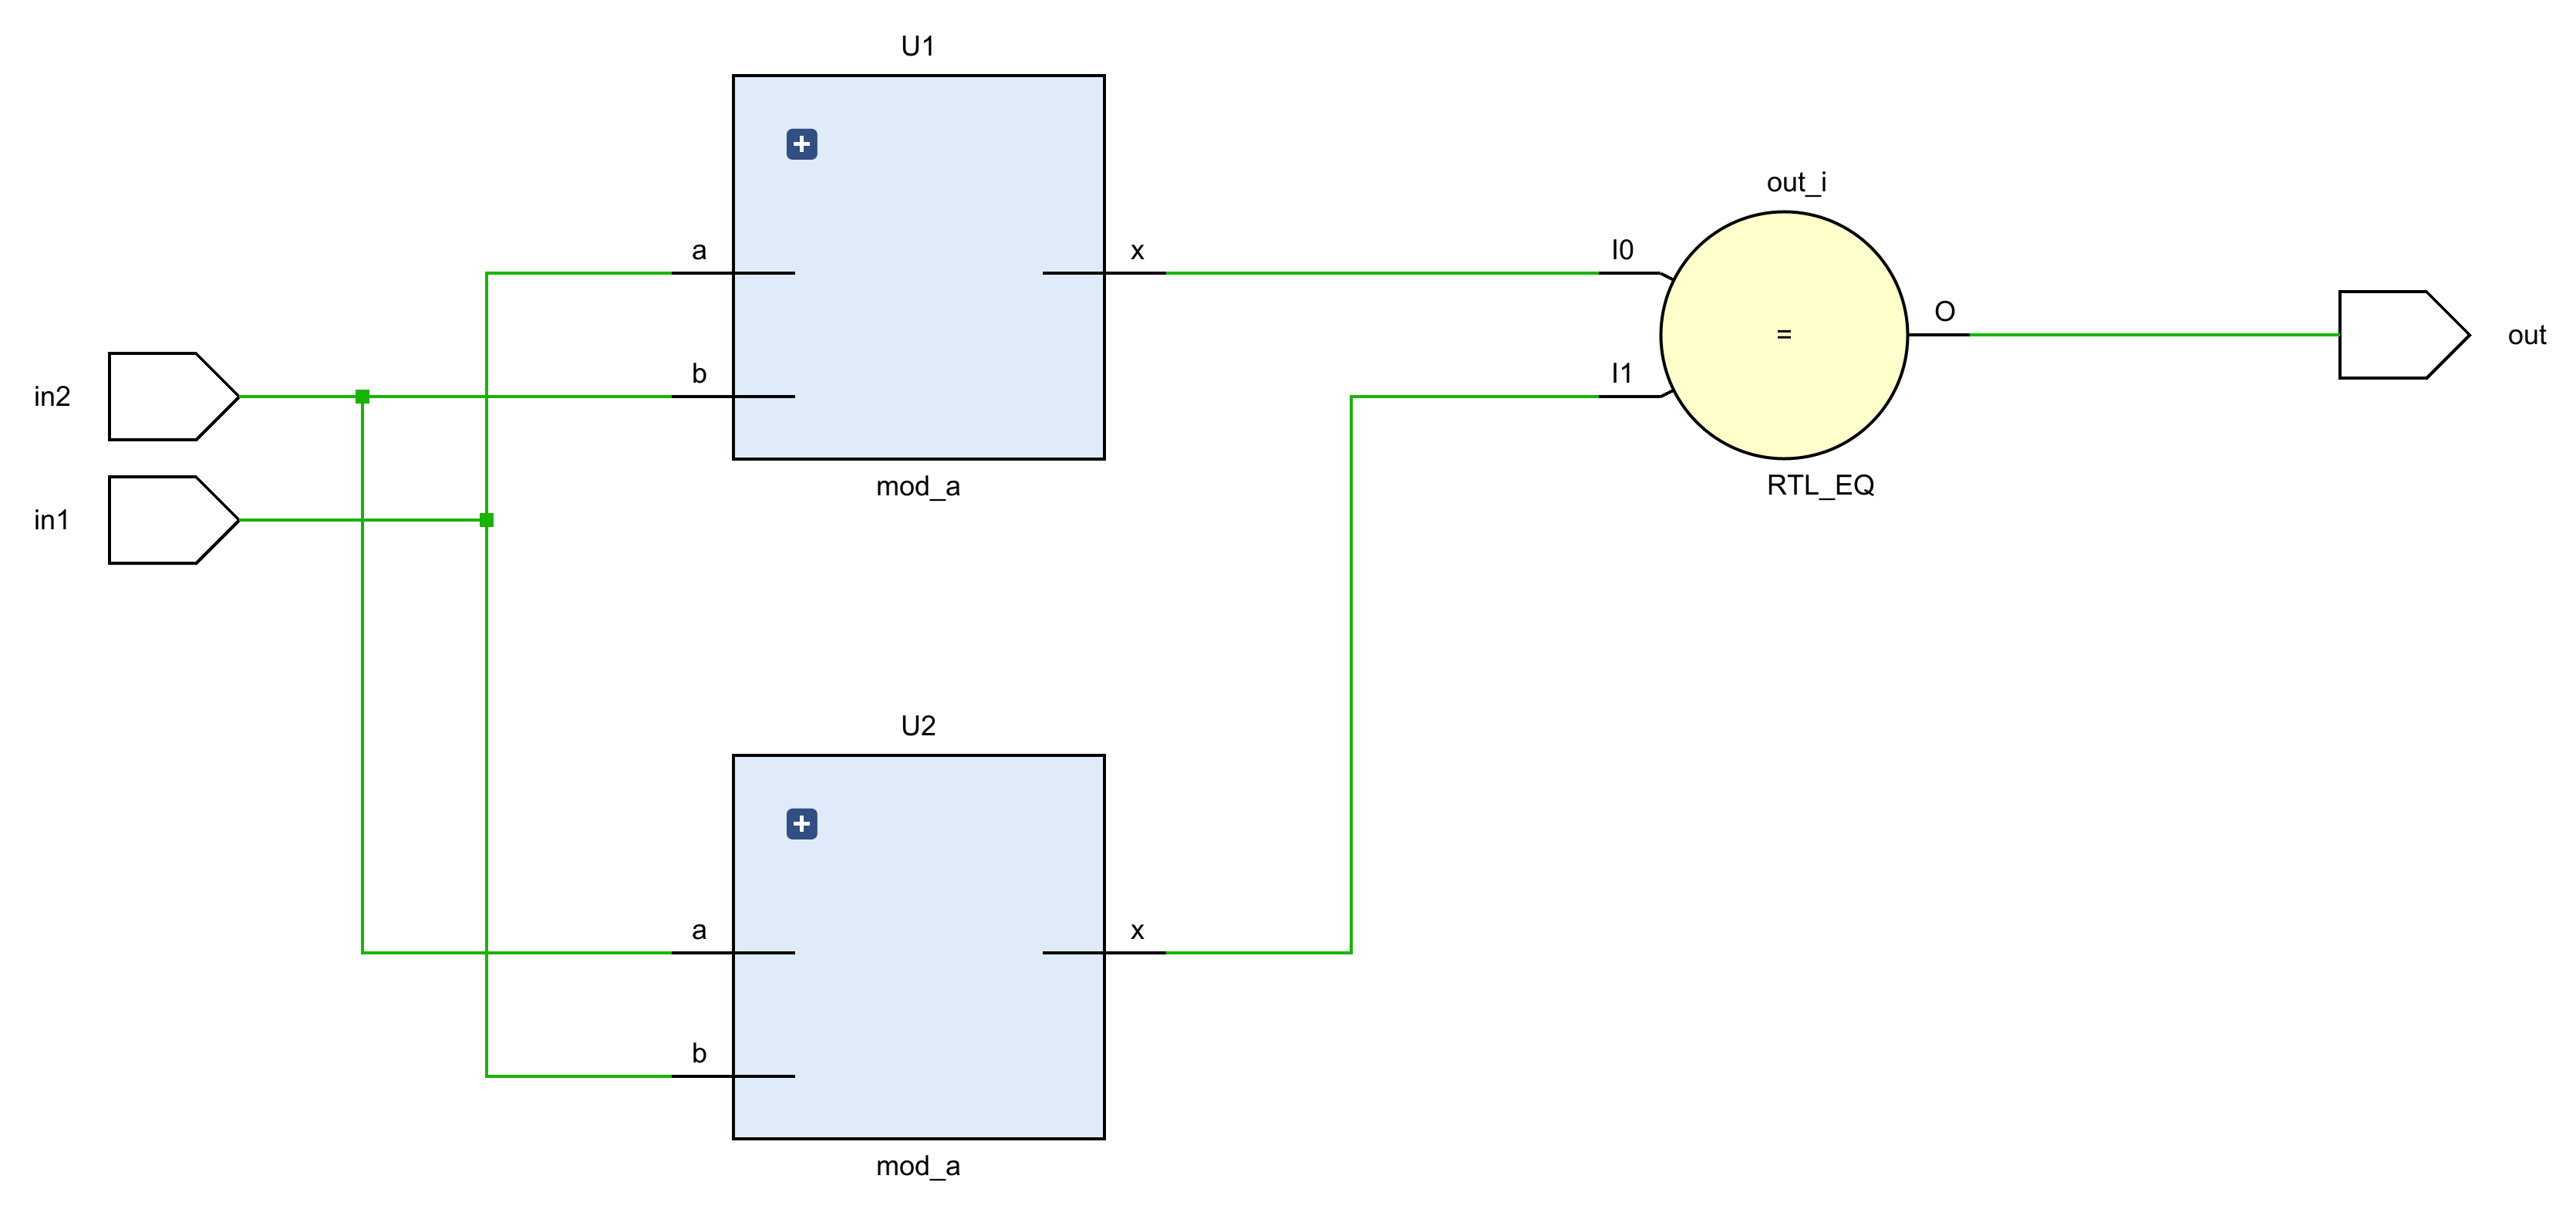 U1
a
b
x
mod_a
out_i
I0
I1
=
O
RTL_EQ
out
in2
in1
U2
a
b
x
mod_a